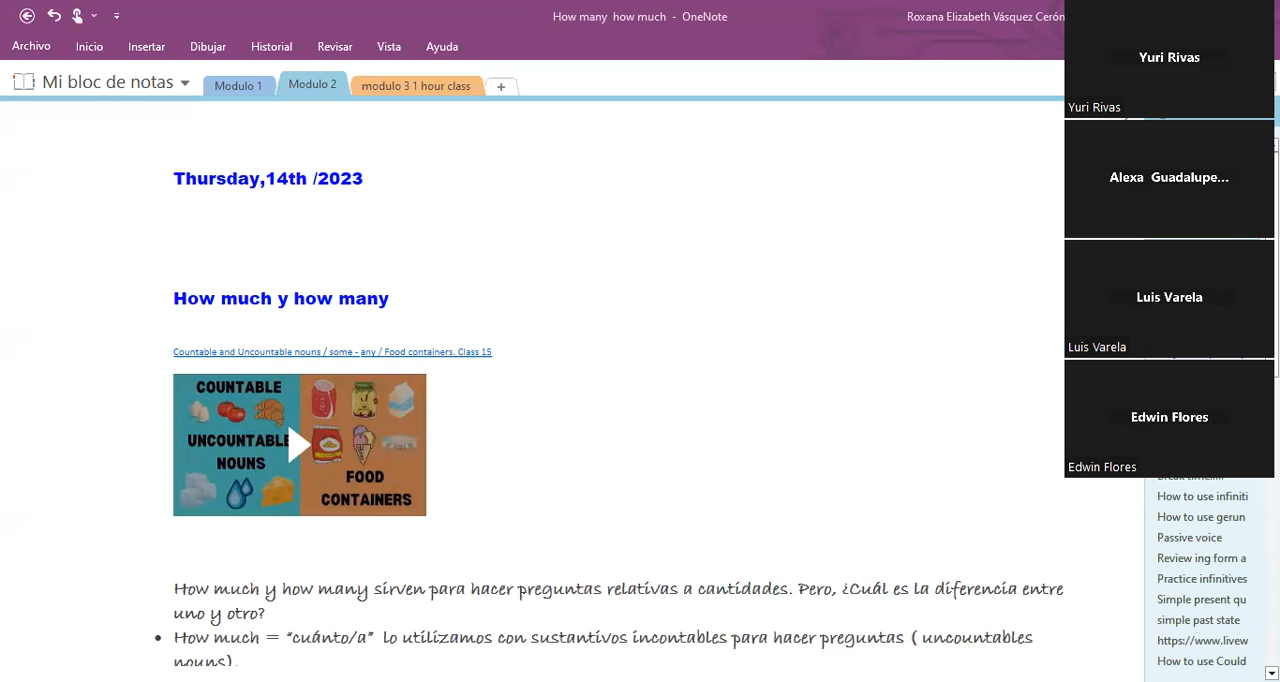 How many how much - OneNote
Roxana Elizabeth Vásquez Cerón
Archivo Inicio Insertar Dibujar Historial Revisar Vista Ayuda
Mi bloc de notas Modulo 1 Modulo 2 modulo 3 1 hour class +
Thursday,14th /2023
How much y how many
Countable and Uncountable nouns / some - any / Food containers. Class 15
COUNTABLE
UNCOUNTABLE
NOUNS
FOOD
CONTAINERS
How much y how many sirven para hacer preguntas relativas a cantidades. Pero, ¿Cuál es la diferencia entre
uno y otro?
• How much = “cuánto/a” lo utilizamos con sustantivos incontables para hacer preguntas ( uncountables
nouns).
Yuri Rivas
Yuri Rivas
Alexa Guadalupe...
Luis Varela
Luis Varela
Edwin Flores
Edwin Flores
How to use infiniti
How to use gerun
Passive voice
Review ing form a
Practice infinitives
Simple present qu
simple past state
https://www.livew
How to use Could